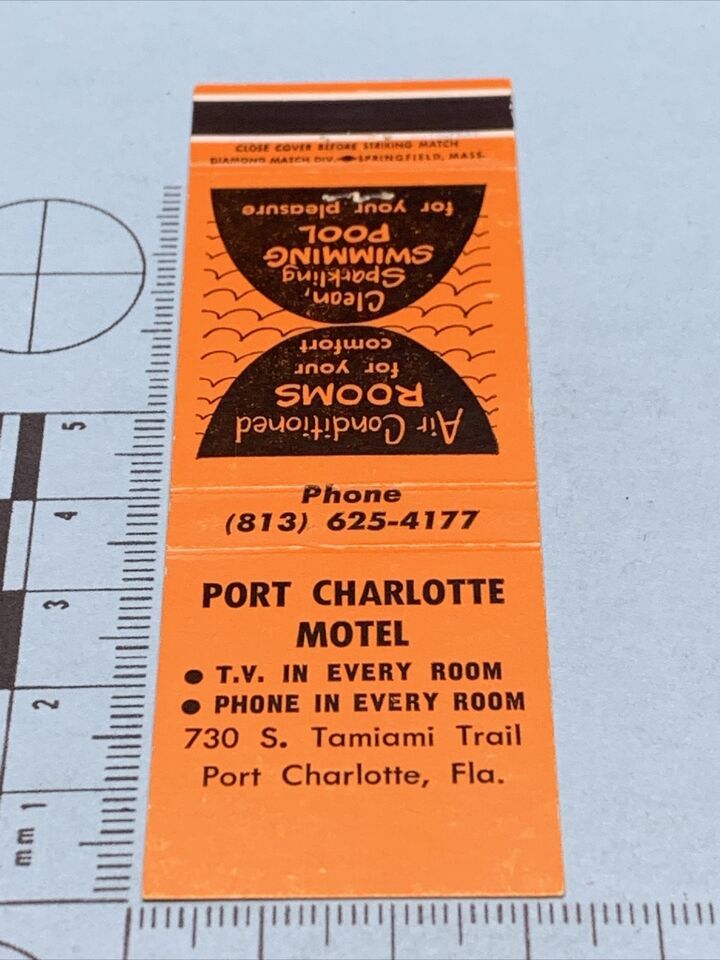 CLOSE COVER BEFORE STRIKING MATCH
DIAMOND MATCH DIV. SPRINGFIELD, MASS.
Air Conditioned
ROOMS
for your
comfort
Clean,
Sparkling
SWIMMING
POOL
for your pleasure
Phone
(813) 625-4177
PORT CHARLOTTE
MOTEL
● T.V. IN EVERY ROOM
● PHONE IN EVERY ROOM
730 S. Tamiami Trail
Port Charlotte, Fla.
5
4
3
2
1
mm